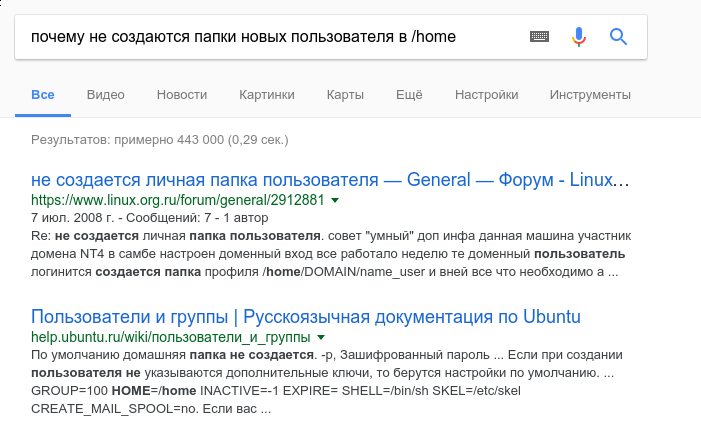 почему не создаются папки новых пользователя в /home
Все Видео Новости Картинки Карты Ещё Настройки Инструменты
Результатов: примерно 443 000 (0,29 сек.)
не создается личная папка пользователя — General — Форум - Linux…
https://www.linux.org.ru/forum/general/2912881
7 июл. 2008 г. - Сообщений: 7 - 1 автор
Re: не создается личная папка пользователя. совет "умный" доп инфа данная машина участник
домена NT4 в самбе настроен доменный вход все работало неделю те доменный пользователь
логинится создается папка профиля /home/DOMAIN/name_user и вней все что необходимо а ...
Пользователи и группы | Русскоязычная документация по Ubuntu
help.ubuntu.ru/wiki/пользователи_и_группы
По умолчанию домашняя папка не создается. -p, Зашифрованный пароль ... Если при создании
пользователя не указываются дополнительные ключи, то берутся настройки по умолчанию. ...
GROUP=100 HOME=/home INACTIVE=-1 EXPIRE= SHELL=/bin/sh SKEL=/etc/skel
CREATE_MAIL_SPOOL=no. Если вас ...